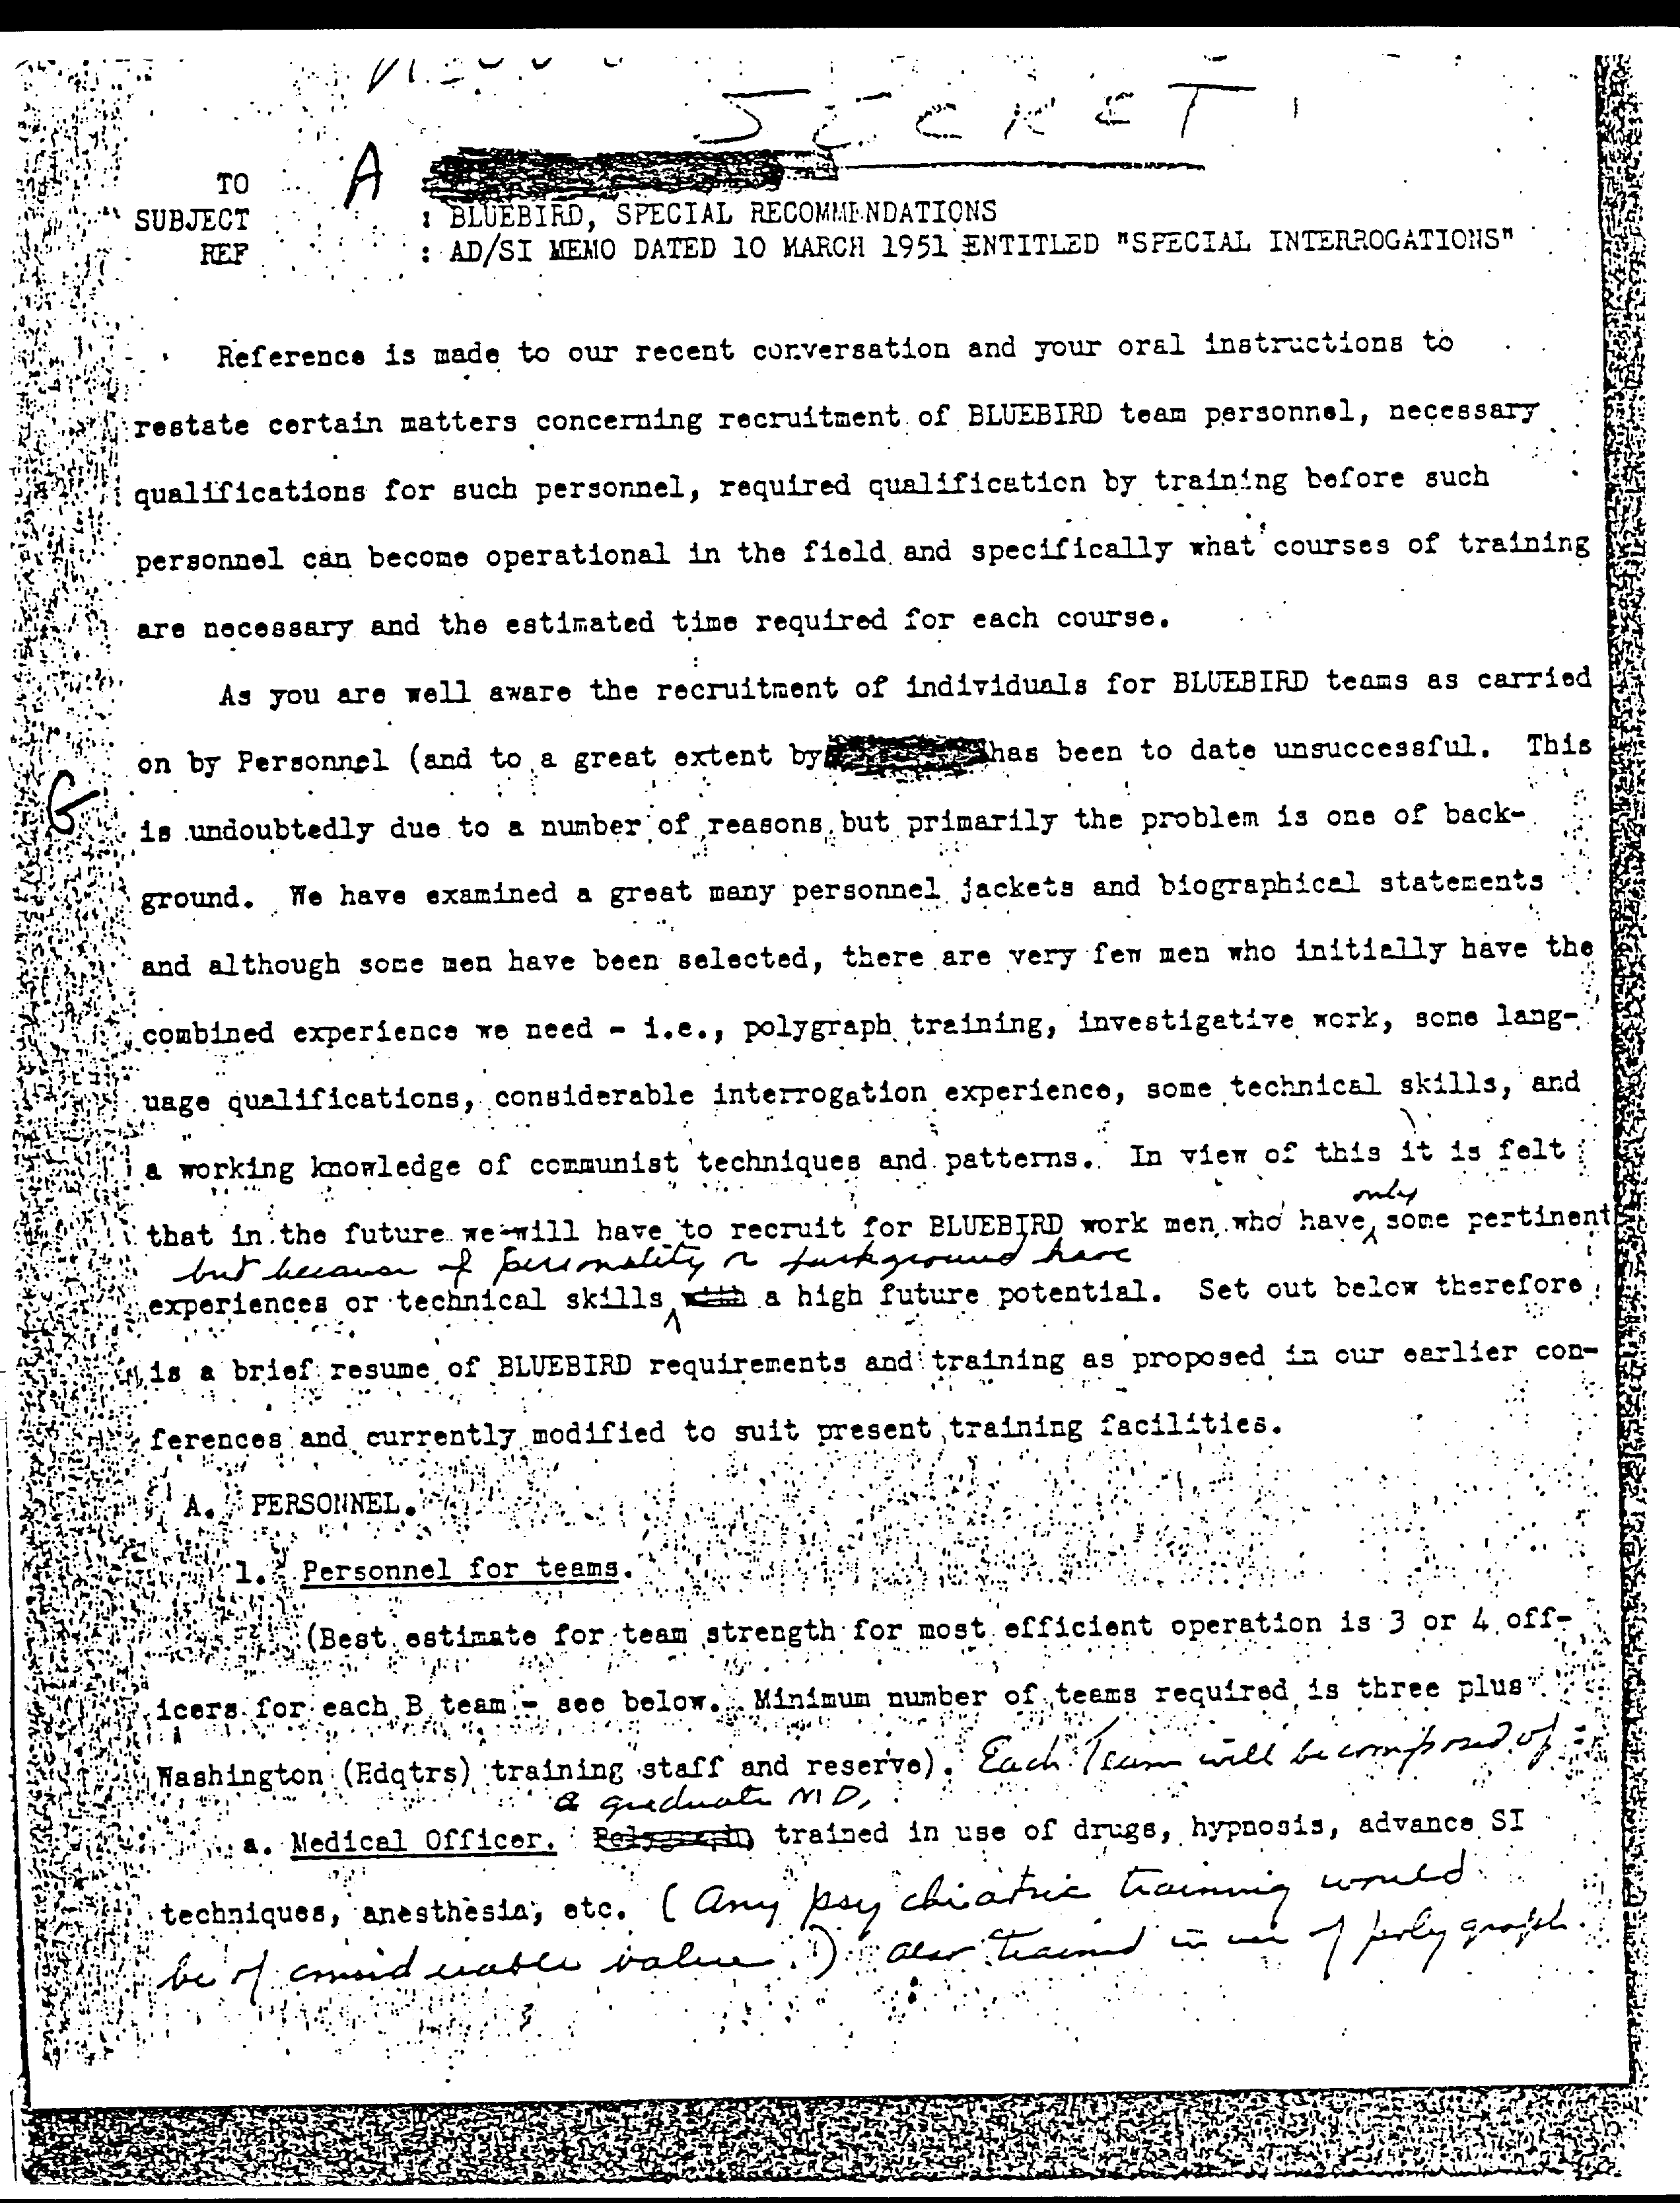 SECRET
TO A
SUBJECT : BLUEBIRD, SPECIAL RECOMMENDATIONS
REF : AD/SI MEMO DATED 10 MARCH 1951 ENTITLED "SPECIAL INTERROGATIONS"
Reference is made to our recent conversation and your oral instructions to
restate certain matters concerning recruitment of BLUEBIRD team personnel, necessary
qualifications for such personnel, required qualification by training before such
personnel can become operational in the field and specifically what courses of training
are necessary and the estimated time required for each course.
As you are well aware the recruitment of individuals for BLUEBIRD teams as carried
on by Personnel (and to a great extent by has been to date unsuccessful. This
G
is undoubtedly due to a number of reasons, but primarily the problem is one of back-
ground. We have examined a great many personnel jackets and biographical statements
and although some men have been selected, there are very few men who initially have the
combined experience we need - i.e., polygraph training, investigative work, some lang-
uage qualifications, considerable interrogation experience, some technical skills, and
a working knowledge of communist techniques and patterns. In view of this it is felt
only
that in the future we will have to recruit for BLUEBIRD work men who have some pertinent
but because of personality or background have
experiences or technical skills with a high future potential. Set out below therefore
is a brief resume of BLUEBIRD requirements and training as proposed in our earlier con-
ferences and currently modified to suit present training facilities.
A. PERSONNEL.
1. Personnel for teams.
(Best estimate for team strength for most efficient operation is 3 or 4 off-
icers for each B team - see below. Minimum number of teams required is three plus
Washington (Hdqtrs) training staff and reserve). Each Team will be composed of -
a graduate MD,
a. Medical Officer. trained in use of drugs, hypnosis, advance SI
techniques, anesthesia, etc. (Any psychiatric training would
be of considerable value.) also trained in use of polygraph.